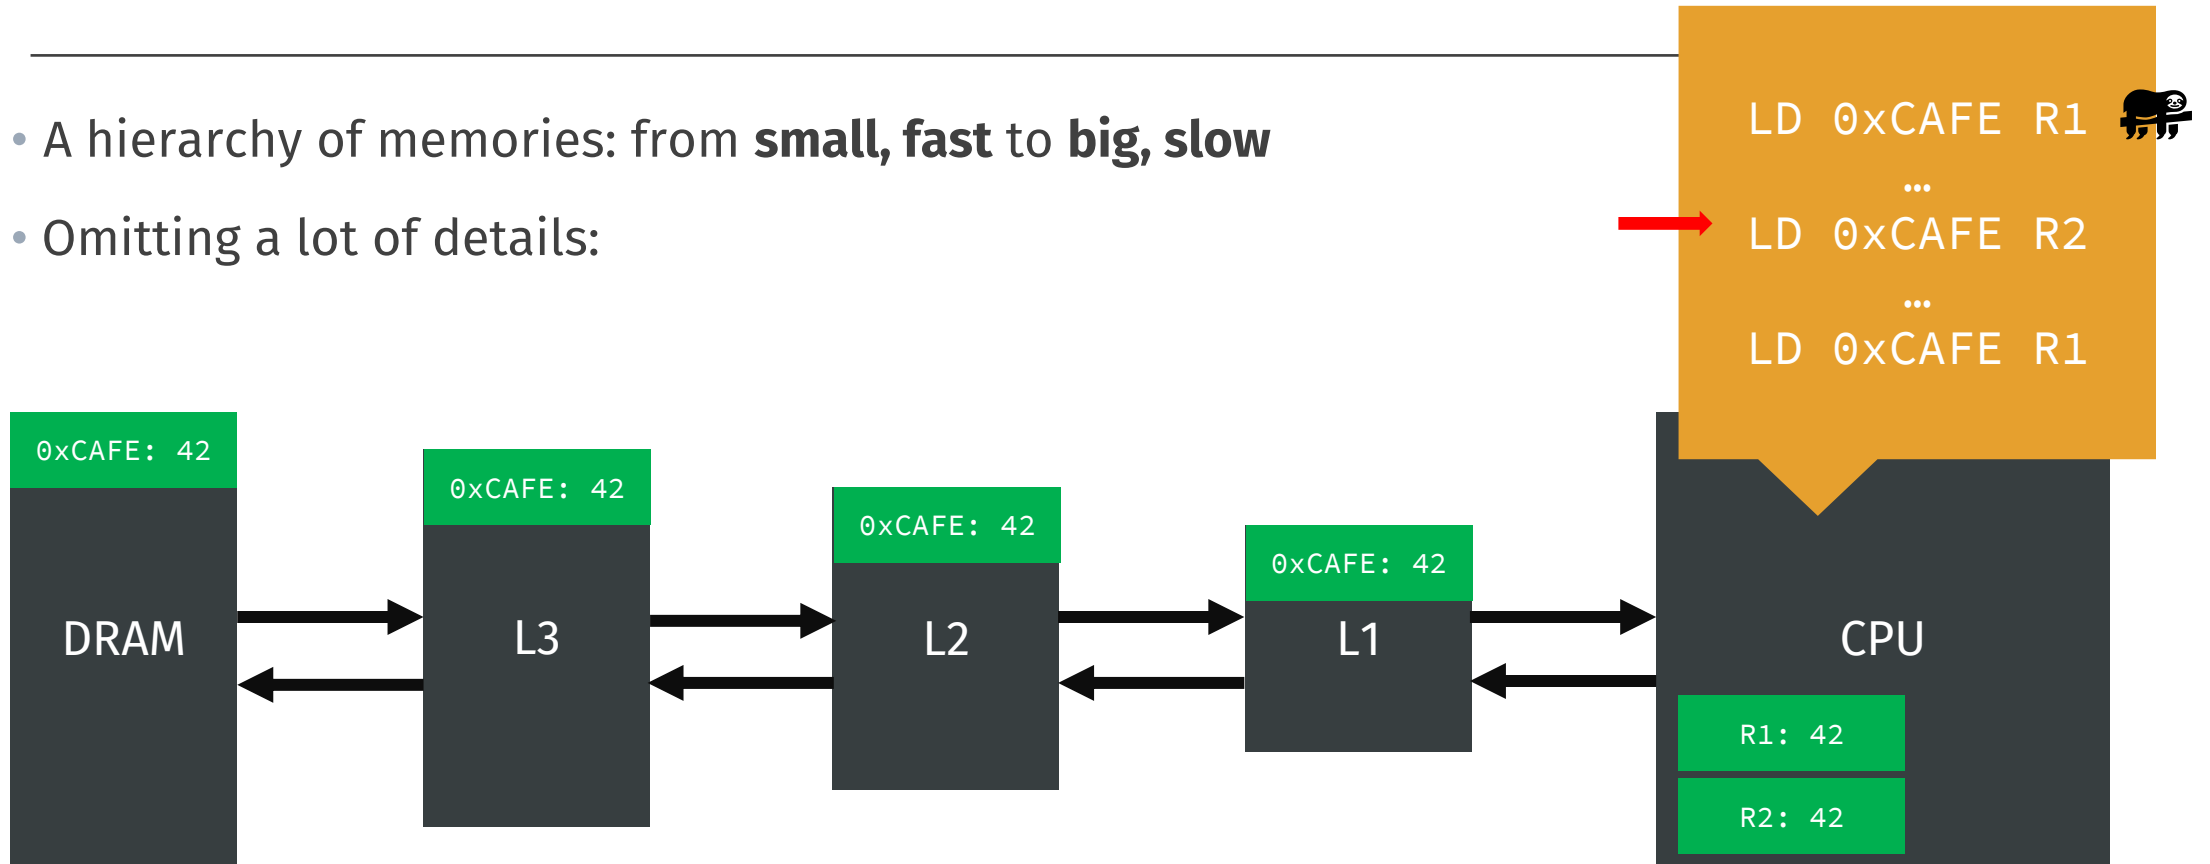 • A hierarchy of memories: from small, fast to big, slow
• Omitting a lot of details:
LD 0xCAFE R1
…
LD 0xCAFE R2
…
LD 0xCAFE R1
0xCAFE: 42
DRAM
0xCAFE: 42
L3
0xCAFE: 42
L2
0xCAFE: 42
L1
CPU
R1: 42
R2: 42